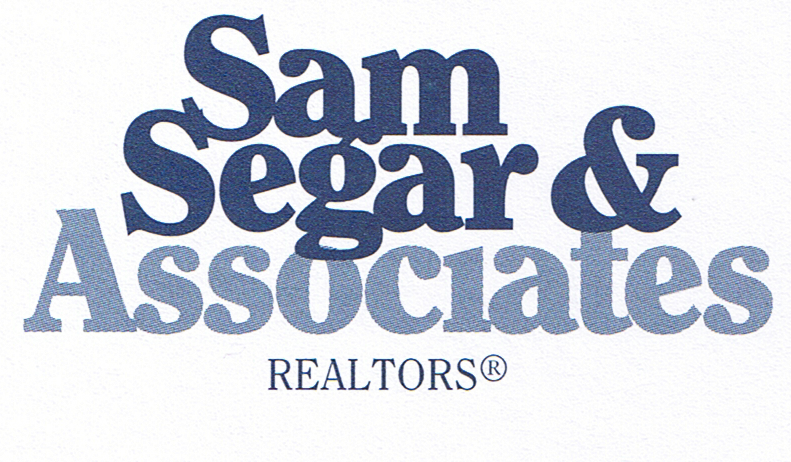 Sam
Segar &
Associates
REALTORS®